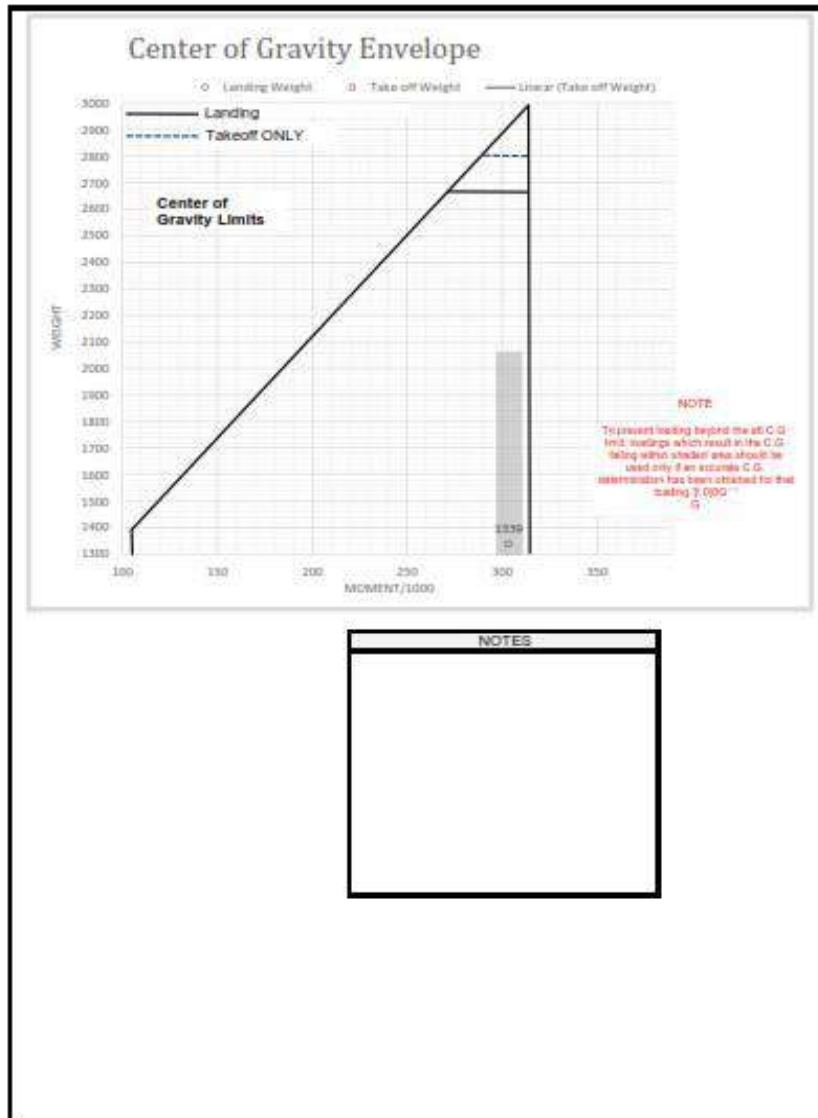 Center of Gravity Envelope
Landing Weight Take off Weight Linear (Take off Weight)
Landing
Takeoff ONLY
Center of
Gravity Limits
WEIGHT
3000
2900
2800
2700
2600
2500
2400
2300
2200
2100
2000
1900
1800
1700
1600
1500
2400
1300
100 150 200 250 300 350
MOMENT/1000
1339
NOTE
To prevent loading beyond the aft C.G
limit, loadings which result in the C.G
falling within shaded area should be
used only if an accurate C.G.
determination has been obtained for that
loading
G
NOTES